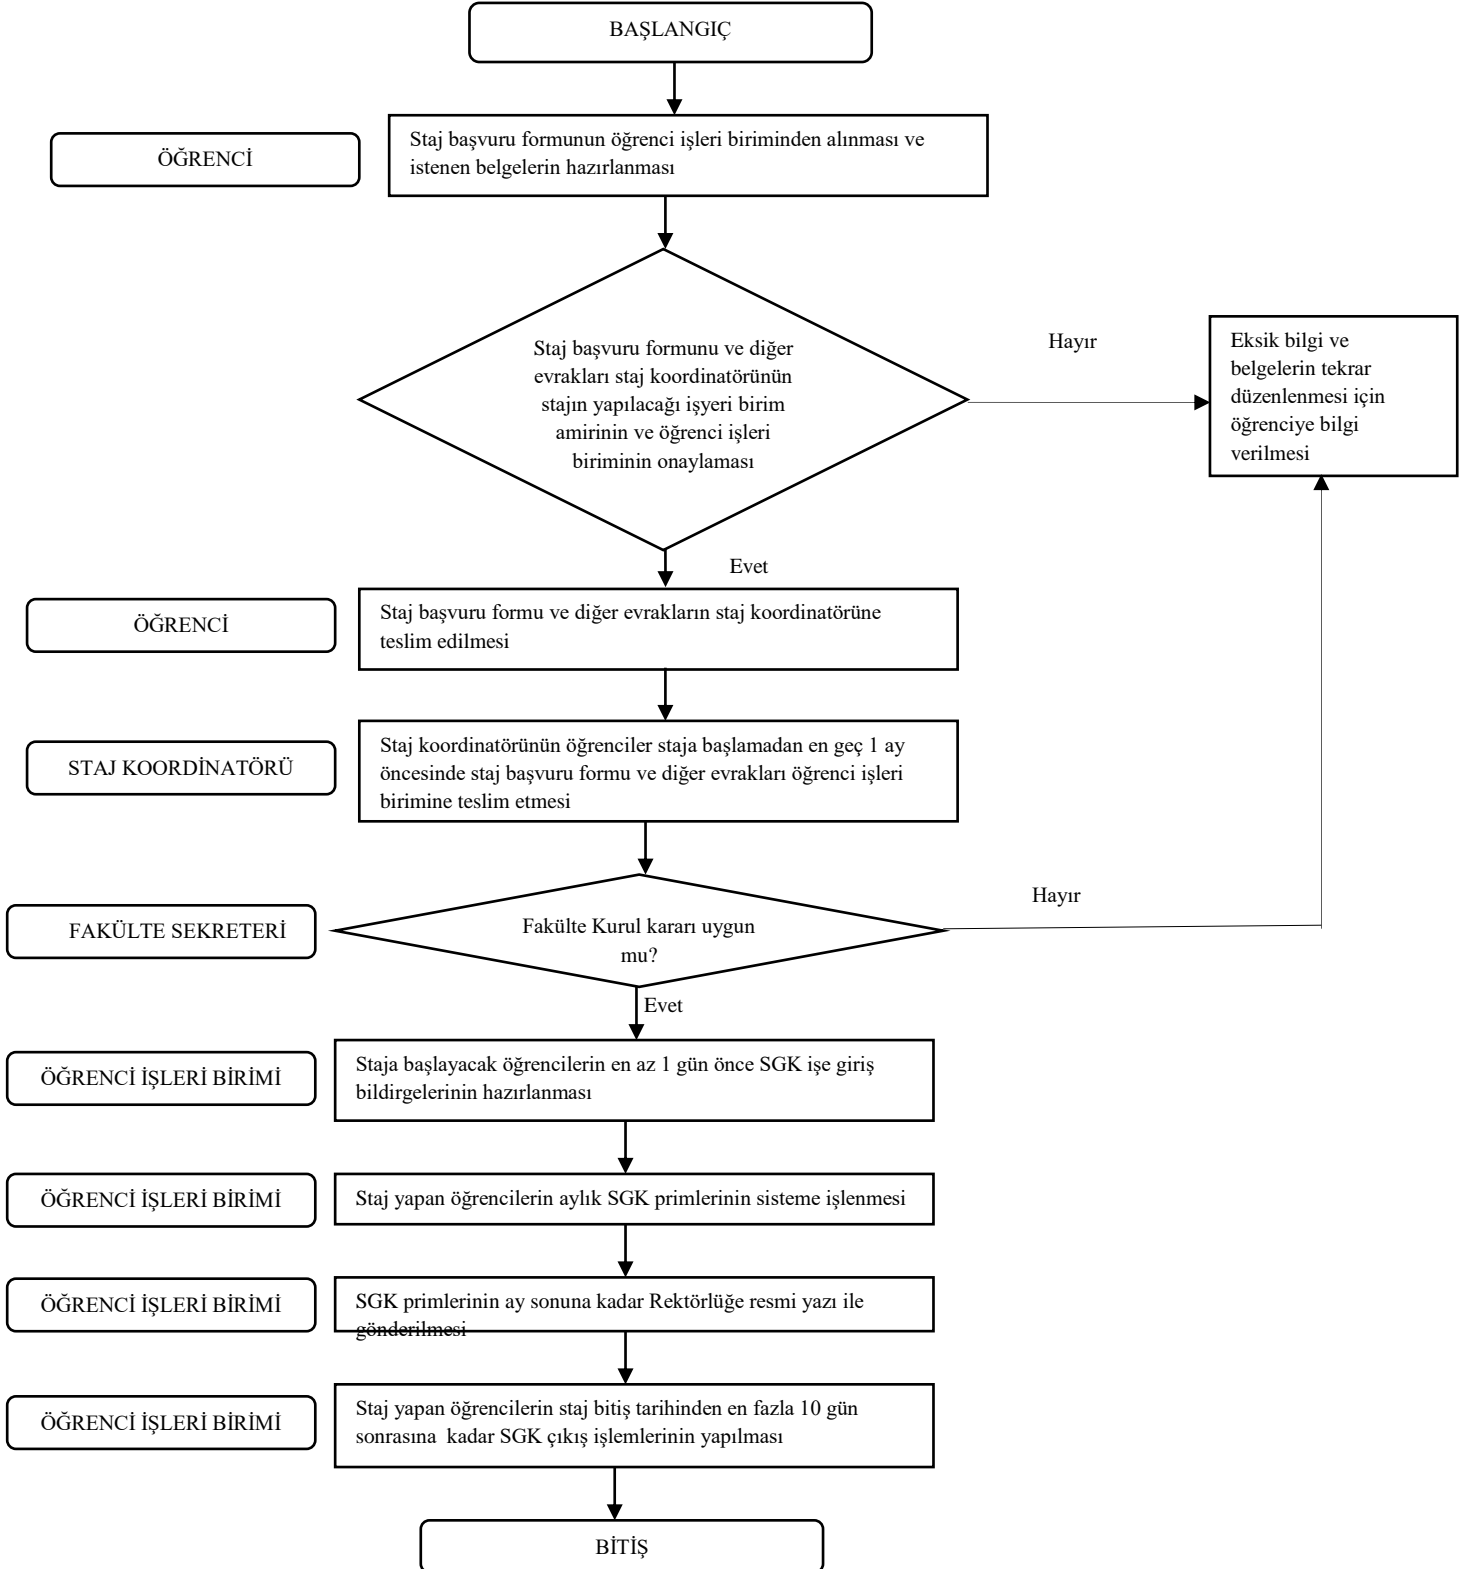 BAŞLANGIÇ
ÖĞRENCİ
Staj başvuru formunun öğrenci işleri biriminden alınması ve
istenen belgelerin hazırlanması
Staj başvuru formunu ve diğer
evrakları staj koordinatörünün
stajın yapılacağı işyeri birim
amirinin ve öğrenci işleri
biriminin onaylaması
Hayır
Eksik bilgi ve
belgelerin tekrar
düzenlenmesi için
öğrenciye bilgi
verilmesi
Evet
ÖĞRENCİ
Staj başvuru formu ve diğer evrakların staj koordinatörüne
teslim edilmesi
STAJ KOORDİNATÖRÜ
Staj koordinatörünün öğrenciler staja başlamadan en geç 1 ay
öncesinde staj başvuru formu ve diğer evrakları öğrenci işleri
birimine teslim etmesi
FAKÜLTE SEKRETERİ
Fakülte Kurul kararı uygun
mu?
Hayır
Evet
ÖĞRENCİ İŞLERİ BİRİMİ
Staja başlayacak öğrencilerin en az 1 gün önce SGK işe giriş
bildirgelerinin hazırlanması
ÖĞRENCİ İŞLERİ BİRİMİ
Staj yapan öğrencilerin aylık SGK primlerinin sisteme işlenmesi
ÖĞRENCİ İŞLERİ BİRİMİ
SGK primlerinin ay sonuna kadar Rektörlüğe resmi yazı ile
gönderilmesi
ÖĞRENCİ İŞLERİ BİRİMİ
Staj yapan öğrencilerin staj bitiş tarihinden en fazla 10 gün
sonrasına kadar SGK çıkış işlemlerinin yapılması
BİTİŞ